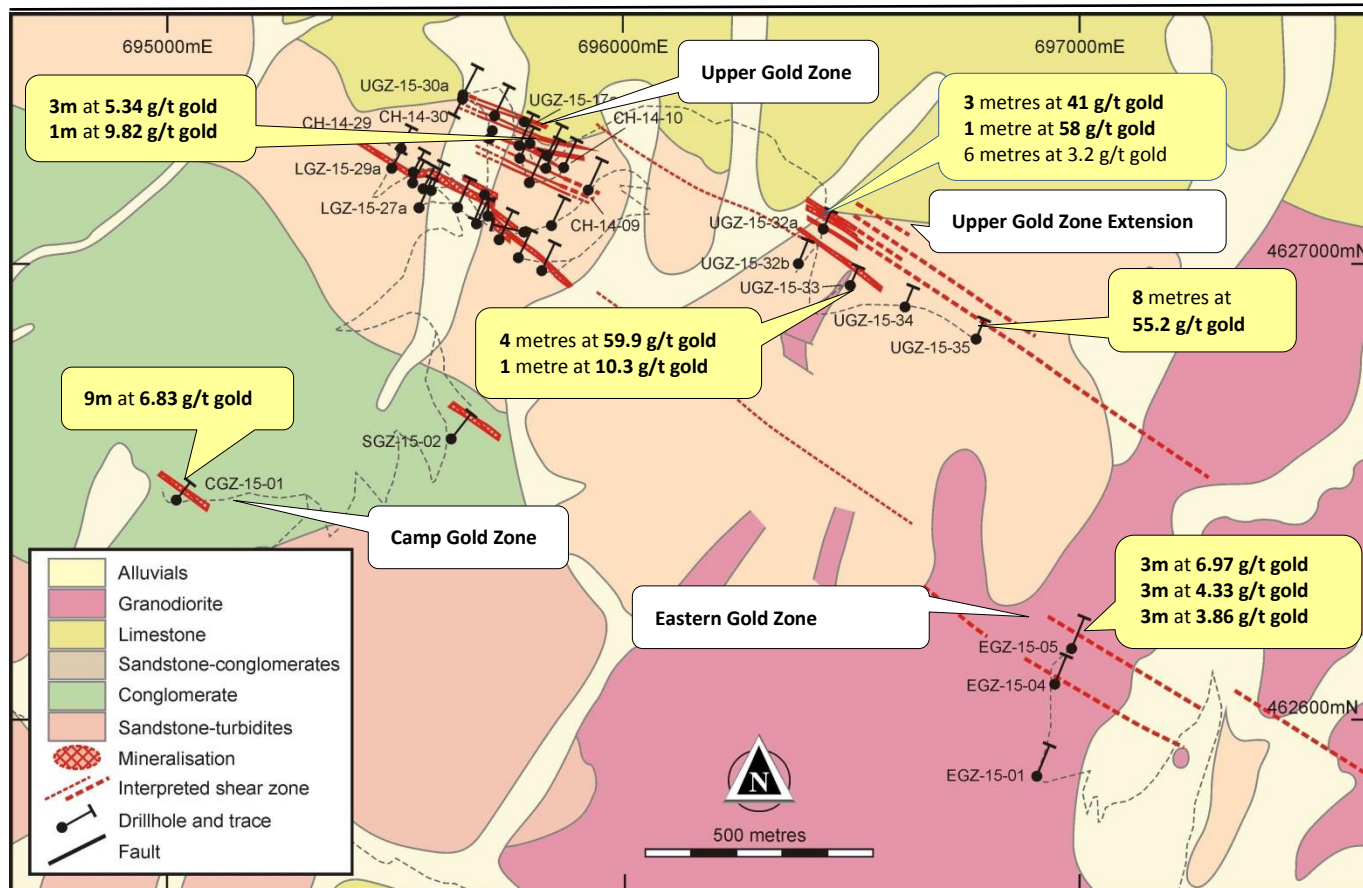 695000mE
696000mE
697000mE
3m at 5.34 g/t gold
1m at 9.82 g/t gold
Upper Gold Zone
3 metres at 41 g/t gold
1 metre at 58 g/t gold
6 metres at 3.2 g/t gold
UGZ-15-30a
UGZ-15-17
CH-14-30
CH-14-10
CH-14-29
LGZ-15-29a
LGZ-15-27a
CH-14-09
UGZ-15-32a
Upper Gold Zone Extension
UGZ-15-32b
4627000mN
UGZ-15-33
UGZ-15-34
UGZ-15-35
8 metres at
55.2 g/t gold
4 metres at 59.9 g/t gold
1 metre at 10.3 g/t gold
9m at 6.83 g/t gold
SGZ-15-02
CGZ-15-01
Camp Gold Zone
Eastern Gold Zone
3m at 6.97 g/t gold
3m at 4.33 g/t gold
3m at 3.86 g/t gold
EGZ-15-05
EGZ-15-04
462600mN
EGZ-15-01
Alluvials
Granodiorite
Limestone
Sandstone-conglomerates
Conglomerate
Sandstone-turbidites
Mineralisation
Interpreted shear zone
Drillhole and trace
Fault
N
500 metres